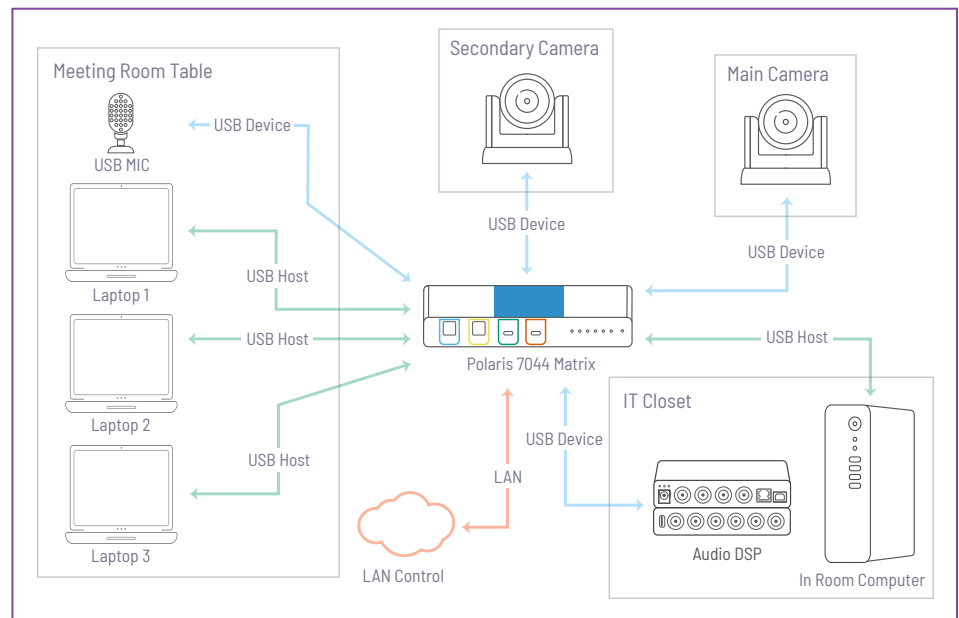 Secondary Camera
Meeting Room Table
Main Camera
USB Device
USB MIC
USB Device
USB Device
USB Host
Laptop 1
USB Host
USB Host
Polaris 7044 Matrix
IT Closet
Laptop 2
USB Device
USB Host
LAN
Laptop 3
Audio DSP
LAN Control
In Room Computer